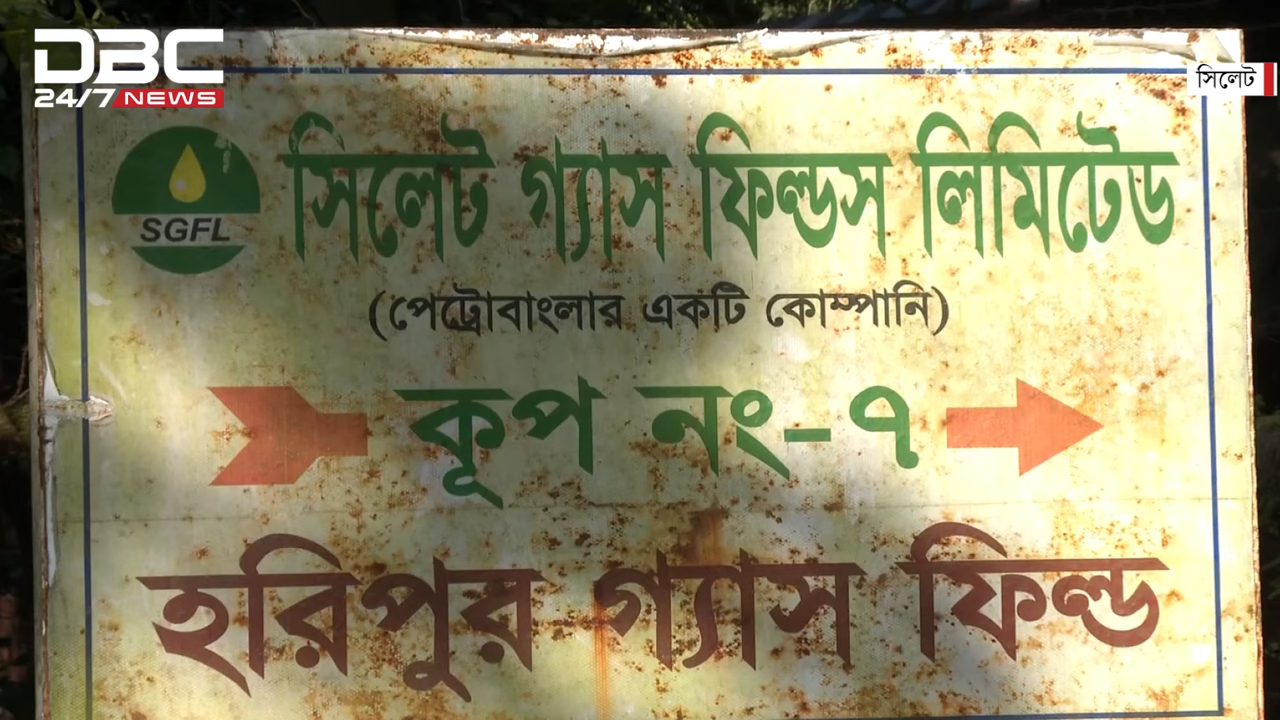 DBC
24/7 NEWS
সিলেট
SGFL
সিলেট গ্যাস ফিল্ডস লিমিটেড
(পেট্রোবাংলার একটি কোম্পানি)
কূপ নং-৭
হরিপুর গ্যাস ফিল্ড